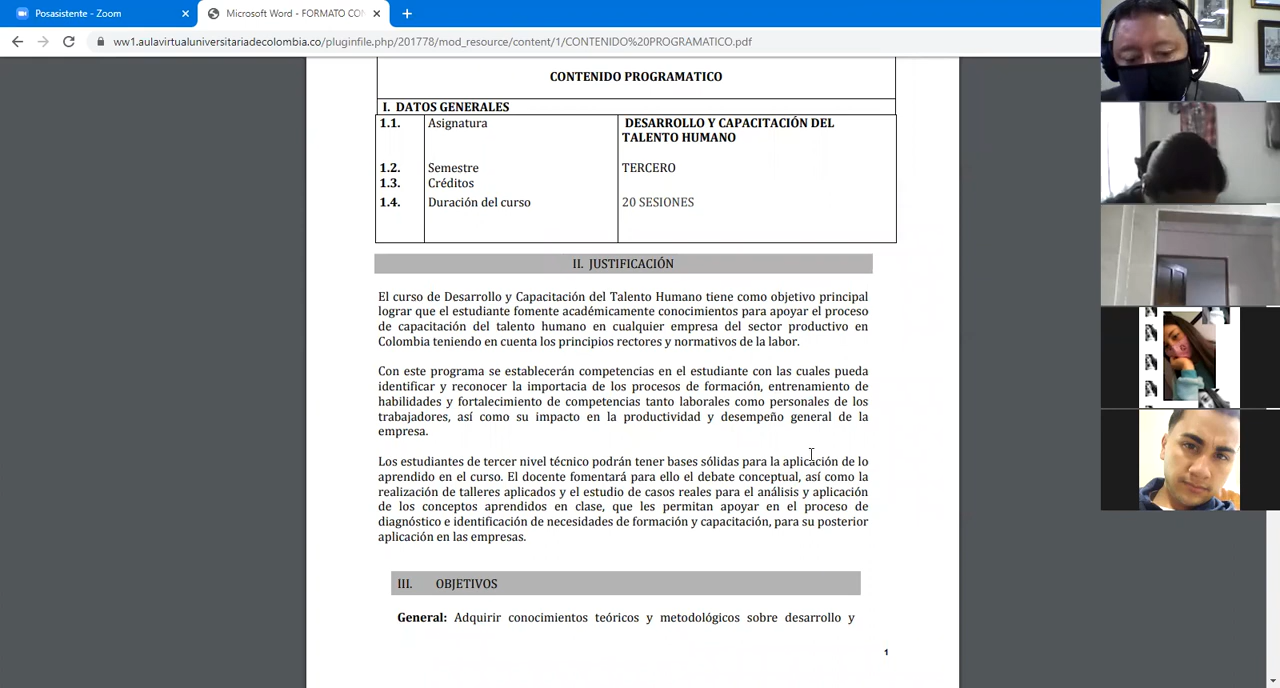 Posasistente - Zoom
Microsoft Word - FORMATO CO
ww1.aulavirtualuniversitariadecolombia.co/pluginfile.php/201778/mod_resource/content/1/CONTENIDO%20PROGRAMATICO.pdf
CONTENIDO PROGRAMATICO
I. DATOS GENERALES
1.1. Asignatura DESARROLLO Y CAPACITACIÓN DEL
TALENTO HUMANO
1.2. Semestre TERCERO
1.3. Créditos
1.4. Duración del curso 20 SESIONES
II. JUSTIFICACIÓN
El curso de Desarrollo y Capacitación del Talento Humano tiene como objetivo principal
lograr que el estudiante fomente académicamente conocimientos para apoyar el proceso
de capacitación del talento humano en cualquier empresa del sector productivo en
Colombia teniendo en cuenta los principios rectores y normativos de la labor.
Con este programa se establecerán competencias en el estudiante con las cuales pueda
identificar y reconocer la importacia de los procesos de formación, entrenamiento de
habilidades y fortalecimiento de competencias tanto laborales como personales de los
trabajadores, así como su impacto en la productividad y desempeño general de la
empresa.
Los estudiantes de tercer nivel técnico podrán tener bases sólidas para la aplicación de lo
aprendido en el curso. El docente fomentará para ello el debate conceptual, así como la
realización de talleres aplicados y el estudio de casos reales para el análisis y aplicación
de los conceptos aprendidos en clase, que les permitan apoyar en el proceso de
diagnóstico e identificación de necesidades de formación y capacitación, para su posterior
aplicación en las empresas.
III. OBJETIVOS
General: Adquirir conocimientos teóricos y metodológicos sobre desarrollo y
1